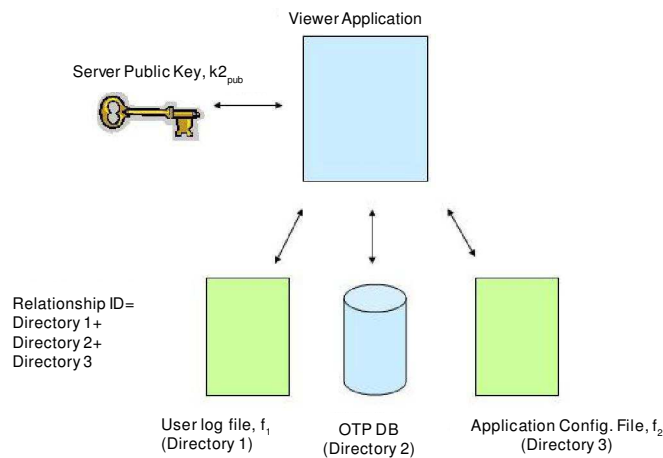 Viewer Application
Server Public Key, k2pub
Relationship ID=
Directory 1+
Directory 2+
Directory 3
User log file, f1
(Directory 1)
OTP DB
(Directory 2)
Application Config. File, f2
(Directory 3)